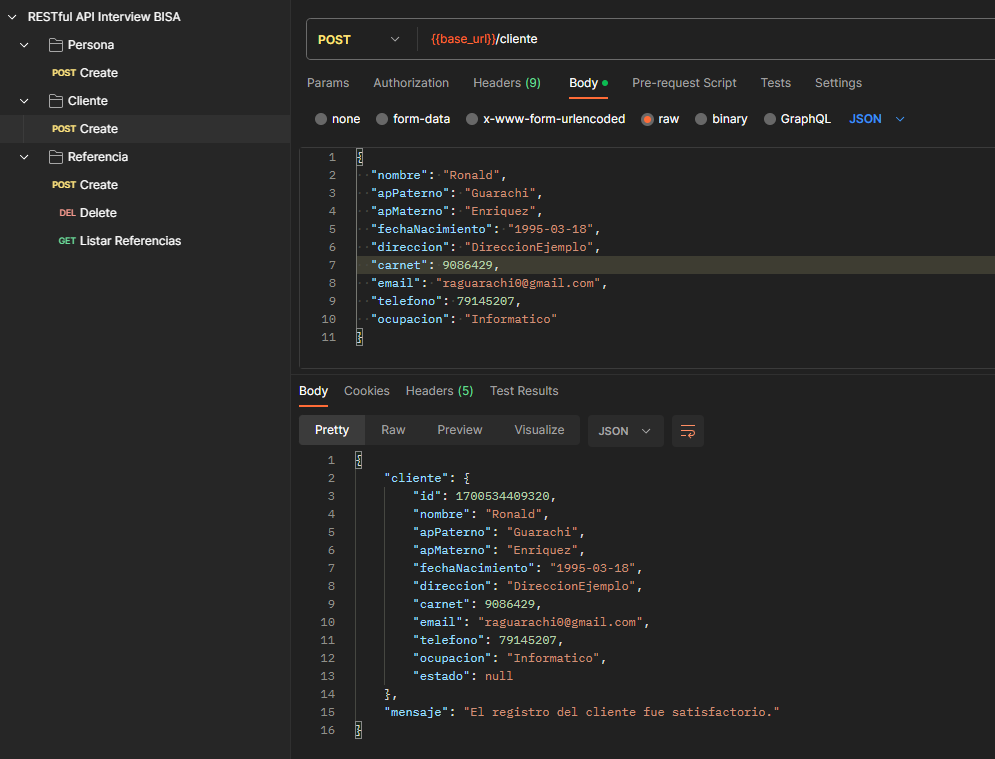 RESTful API Interview BISA
Persona
POST Create
Cliente
POST Create
Referencia
POST Create
DEL Delete
GET Listar Referencias
POST {{base_url}}/cliente
Params Authorization Headers (9) Body Pre-request Script Tests Settings
none form-data x-www-form-urlencoded raw binary GraphQL JSON
1 {
2 "nombre": "Ronald",
3 "apPaterno": "Guarachi",
4 "apMaterno": "Enriquez",
5 "fechaNacimiento": "1995-03-18",
6 "direccion": "DireccionEjemplo",
7 "carnet": 9086429,
8 "email": "raguarachi0@gmail.com",
9 "telefono": 79145207,
10 "ocupacion": "Informatico"
11 }
Body Cookies Headers (5) Test Results
Pretty Raw Preview Visualize JSON
1 {
2 "cliente": {
3 "id": 1700534409320,
4 "nombre": "Ronald",
5 "apPaterno": "Guarachi",
6 "apMaterno": "Enriquez",
7 "fechaNacimiento": "1995-03-18",
8 "direccion": "DireccionEjemplo",
9 "carnet": 9086429,
10 "email": "raguarachi0@gmail.com",
11 "telefono": 79145207,
12 "ocupacion": "Informatico",
13 "estado": null
14 },
15 "mensaje": "El registro del cliente fue satisfactorio."
16 }